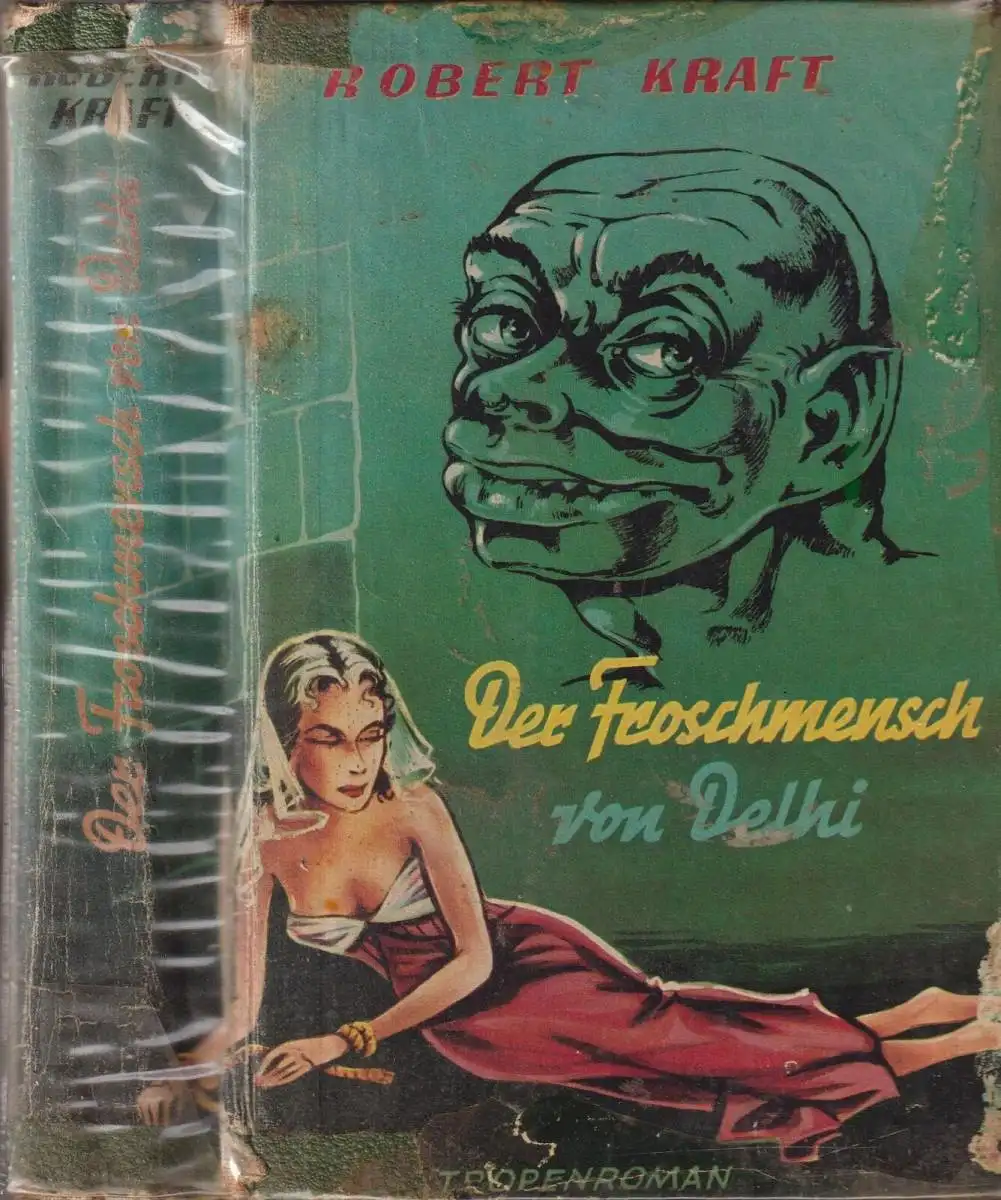 ROBERT
KRAFT
Der Froschmensch von Delhi
ROBERT KRAFT
Der Froschmensch
von Delhi
TROPENROMAN